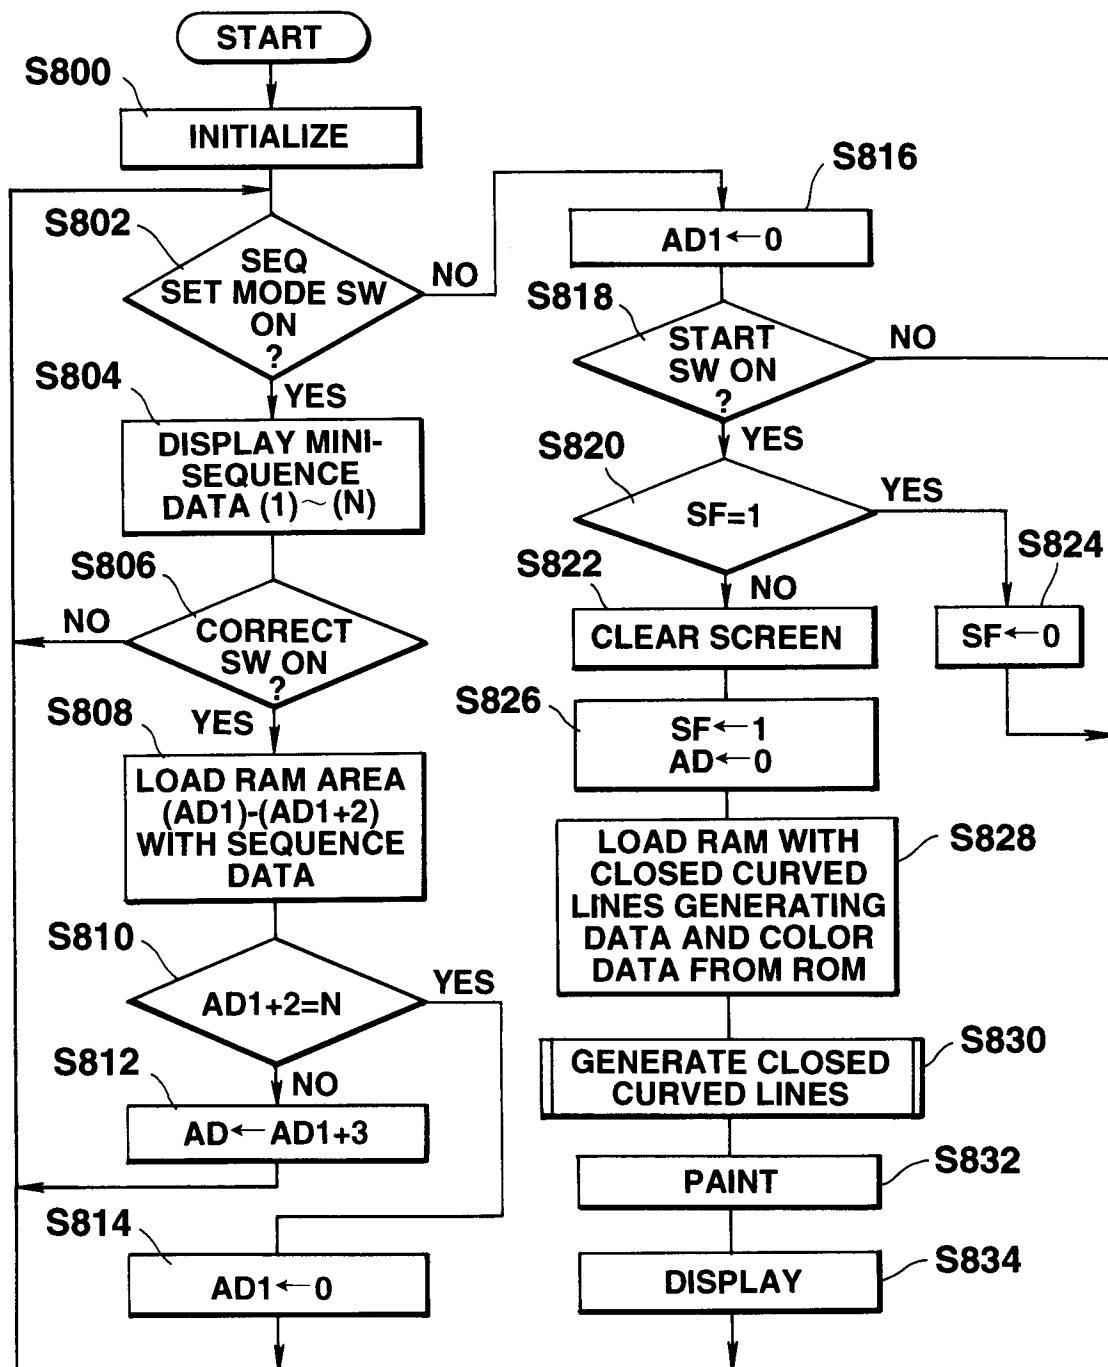 START
S800
INITIALIZE
S802
SEQ
SET MODE SW
ON
?
NO
YES
S804
DISPLAY MINI-
SEQUENCE
DATA (1)~(N)
S806
NO
CORRECT
SW ON
?
YES
S808
LOAD RAM AREA
(AD1)-(AD1+2)
WITH SEQUENCE
DATA
S810
AD1+2=N
YES
NO
S812
AD←AD1+3
S814
AD1←0
S816
AD1←0
S818
START
SW ON
?
NO
YES
S820
SF=1
YES
NO
S824
SF←0
S822
CLEAR SCREEN
S826
SF←1
AD←0
S828
LOAD RAM WITH
CLOSED CURVED
LINES GENERATING
DATA AND COLOR
DATA FROM ROM
S830
GENERATE CLOSED
CURVED LINES
S832
PAINT
S834
DISPLAY